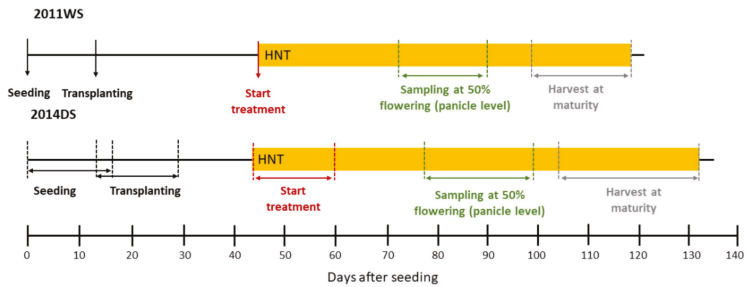 2011WS
HNT
Seeding
Transplanting
Start
treatment
Sampling at 50%
flowering (panicle level)
Harvest at
maturity
2014DS
HNT
Seeding
Transplanting
Start
treatment
Sampling at 50%
flowering (panicle level)
Harvest at
maturity
0 10 20 30 40 50 60 70 80 90 100 110 120 130 140
Days after seeding